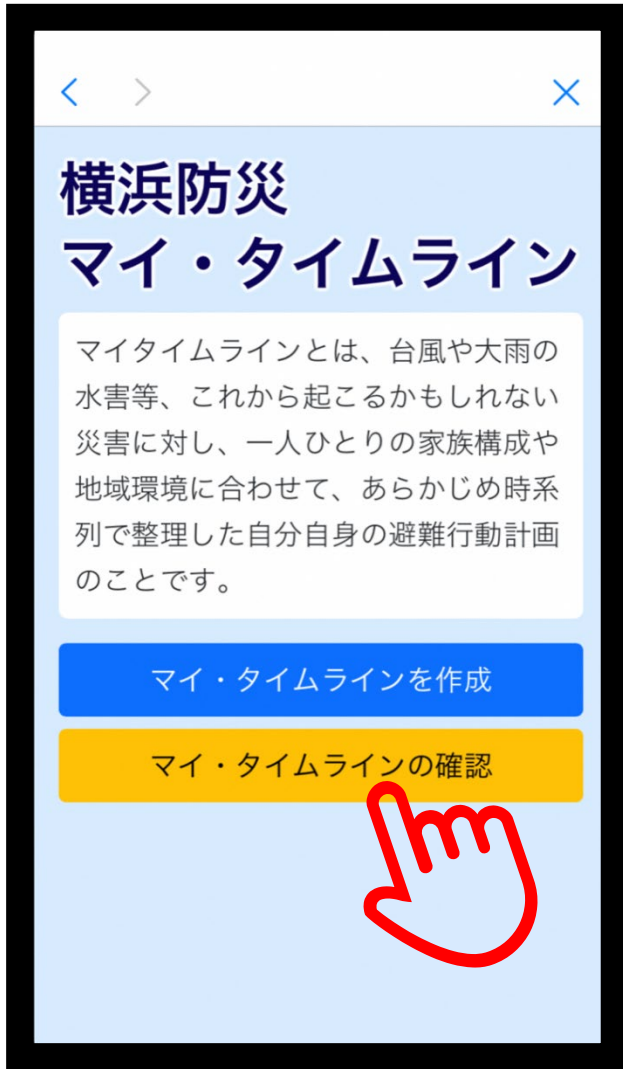 横浜防災
マイ・タイムライン
マイタイムラインとは、台風や大雨の
水害等、これから起こるかもしれない
災害に対し、一人ひとりの家族構成や
地域環境に合わせて、あらかじめ時系
列で整理した自分自身の避難行動計画
のことです。
マイ・タイムラインを作成
マイ・タイムラインの確認